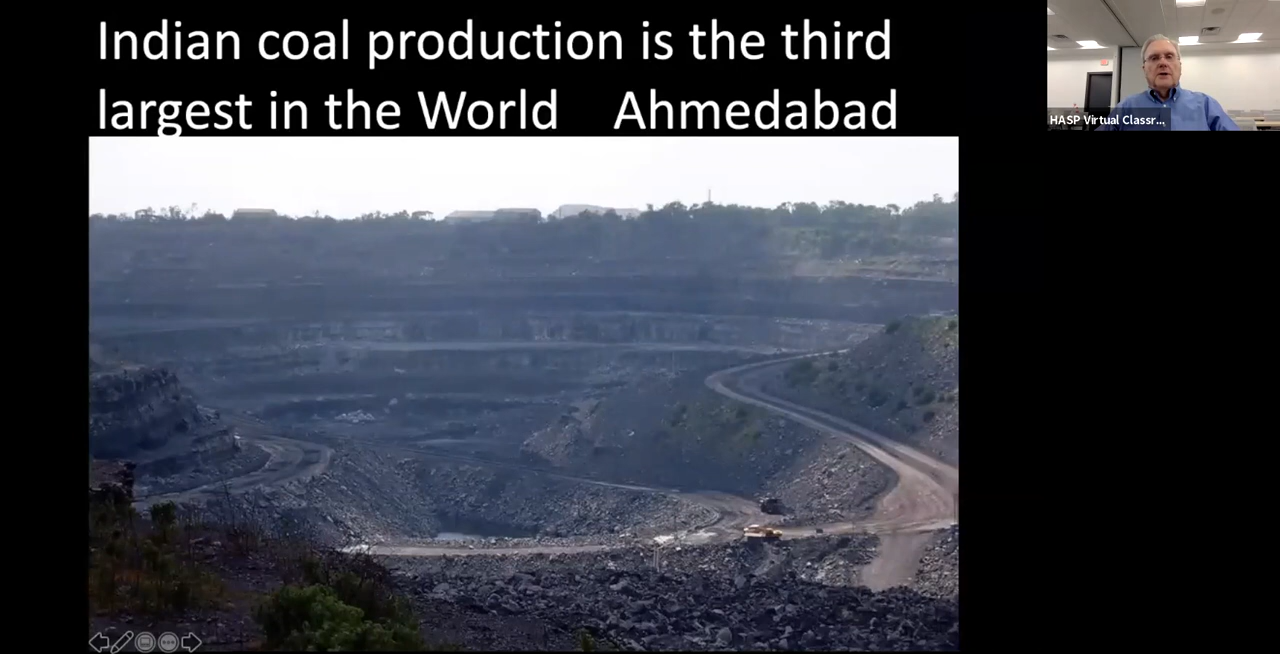 Indian coal production is the third
largest in the World Ahmedabad
HASP Virtual Classr...